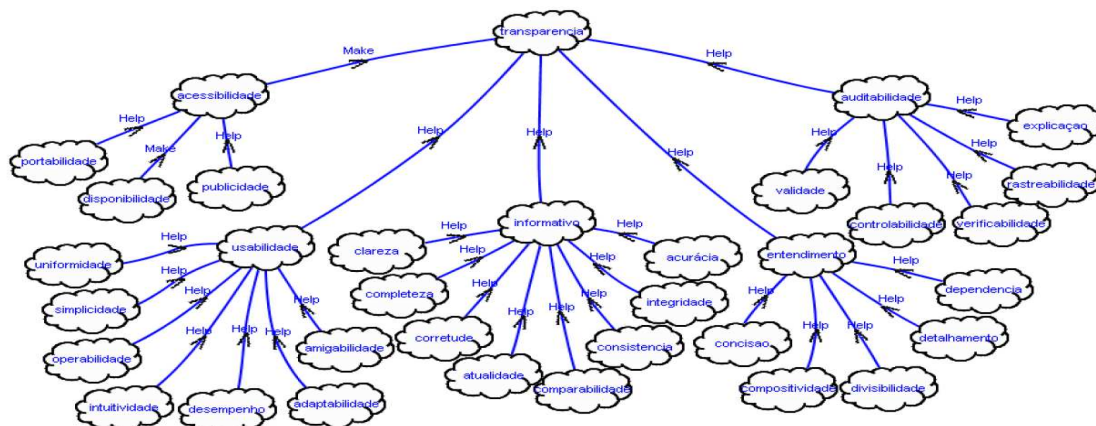 transparencia
Make
Help
acessibilidade
auditabilidade
Help
Help
Help
explicaçao
portabilidade
Make
Help
Help
Help
Help
Help
disponibilidade
publicidade
validade
Help
Help
Help
rastreabilidade
controlabilidade
verificabilidade
informativo
usabilidade
clareza
Help
Help
acurácia
entendimento
Help
uniformidade
Help
Help
completeza
Help
Help
integridade
Help
dependencia
simplicidade
Help
Help
Help
Help
Help
Help
corretude
Help
Help
consistencia
concisao
Help
Help
Help
detalhamento
operabilidade
Help
Help
Help
amigabilidade
atualidade
comparabilidade
compositividade
divisibilidade
intuitividade
desempenho
adaptabilidade